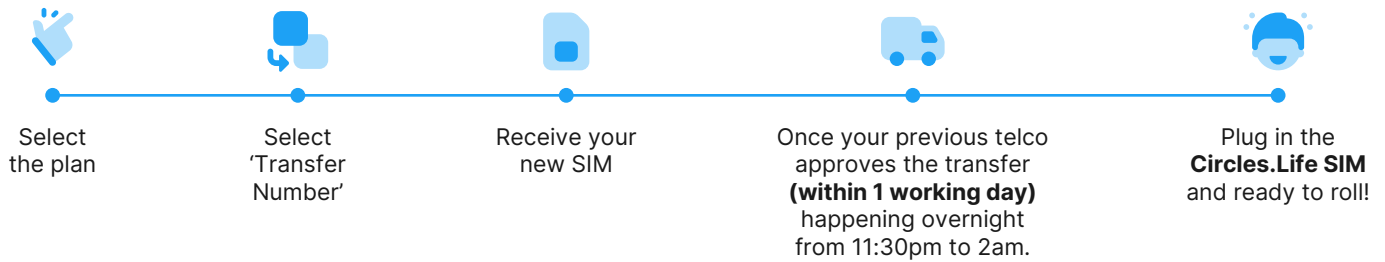 Select
the plan
Select
‘Transfer
Number’
Receive your
new SIM
Once your previous telco
approves the transfer
(within 1 working day)
happening overnight
from 11:30pm to 2am.
Plug in the
Circles.Life SIM
and ready to roll!